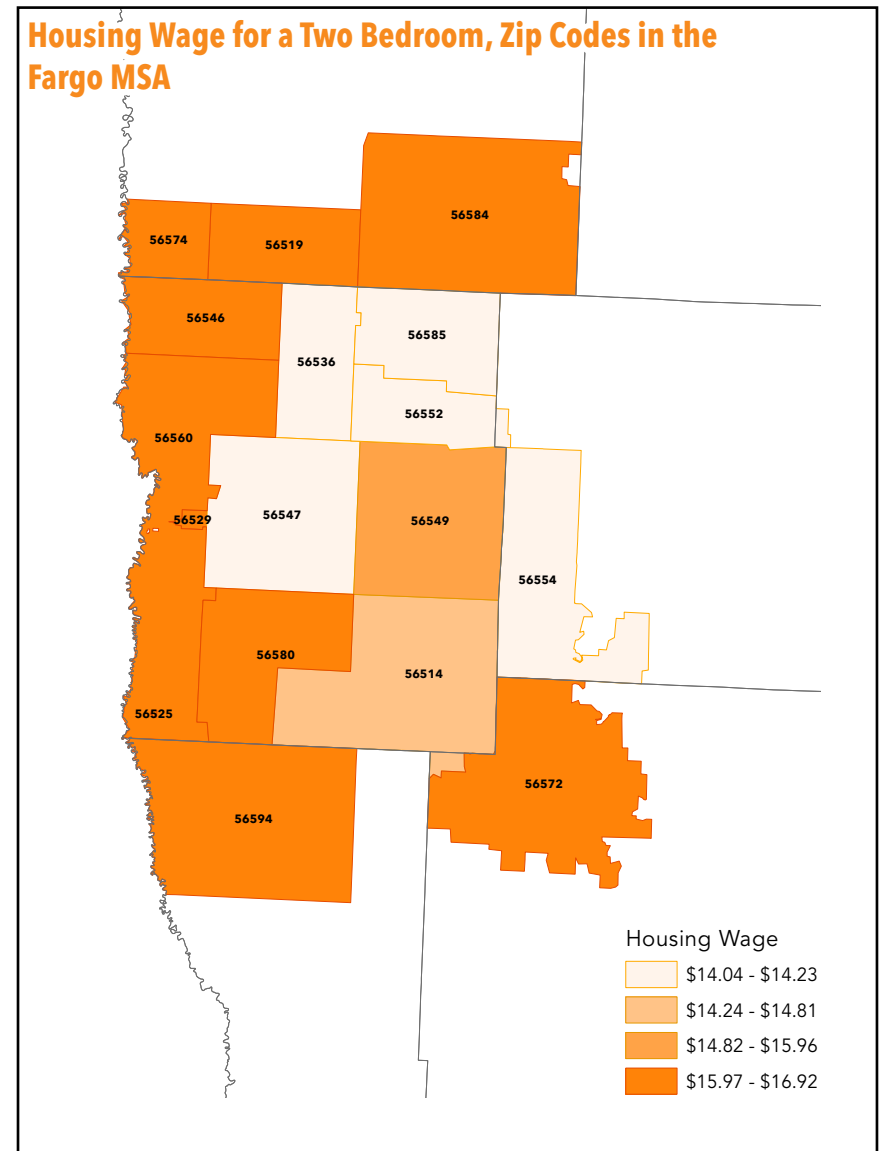 Housing Wage for a Two Bedroom, Zip Codes in the
Fargo MSA
56584
56574
56519
56546
56585
56536
56552
56560
56547
56529
56549
56554
56580
56514
56525
56572
56594
Housing Wage
$14.04 - $14.23
$14.24 - $14.81
$14.82 - $15.96
$15.97 - $16.92